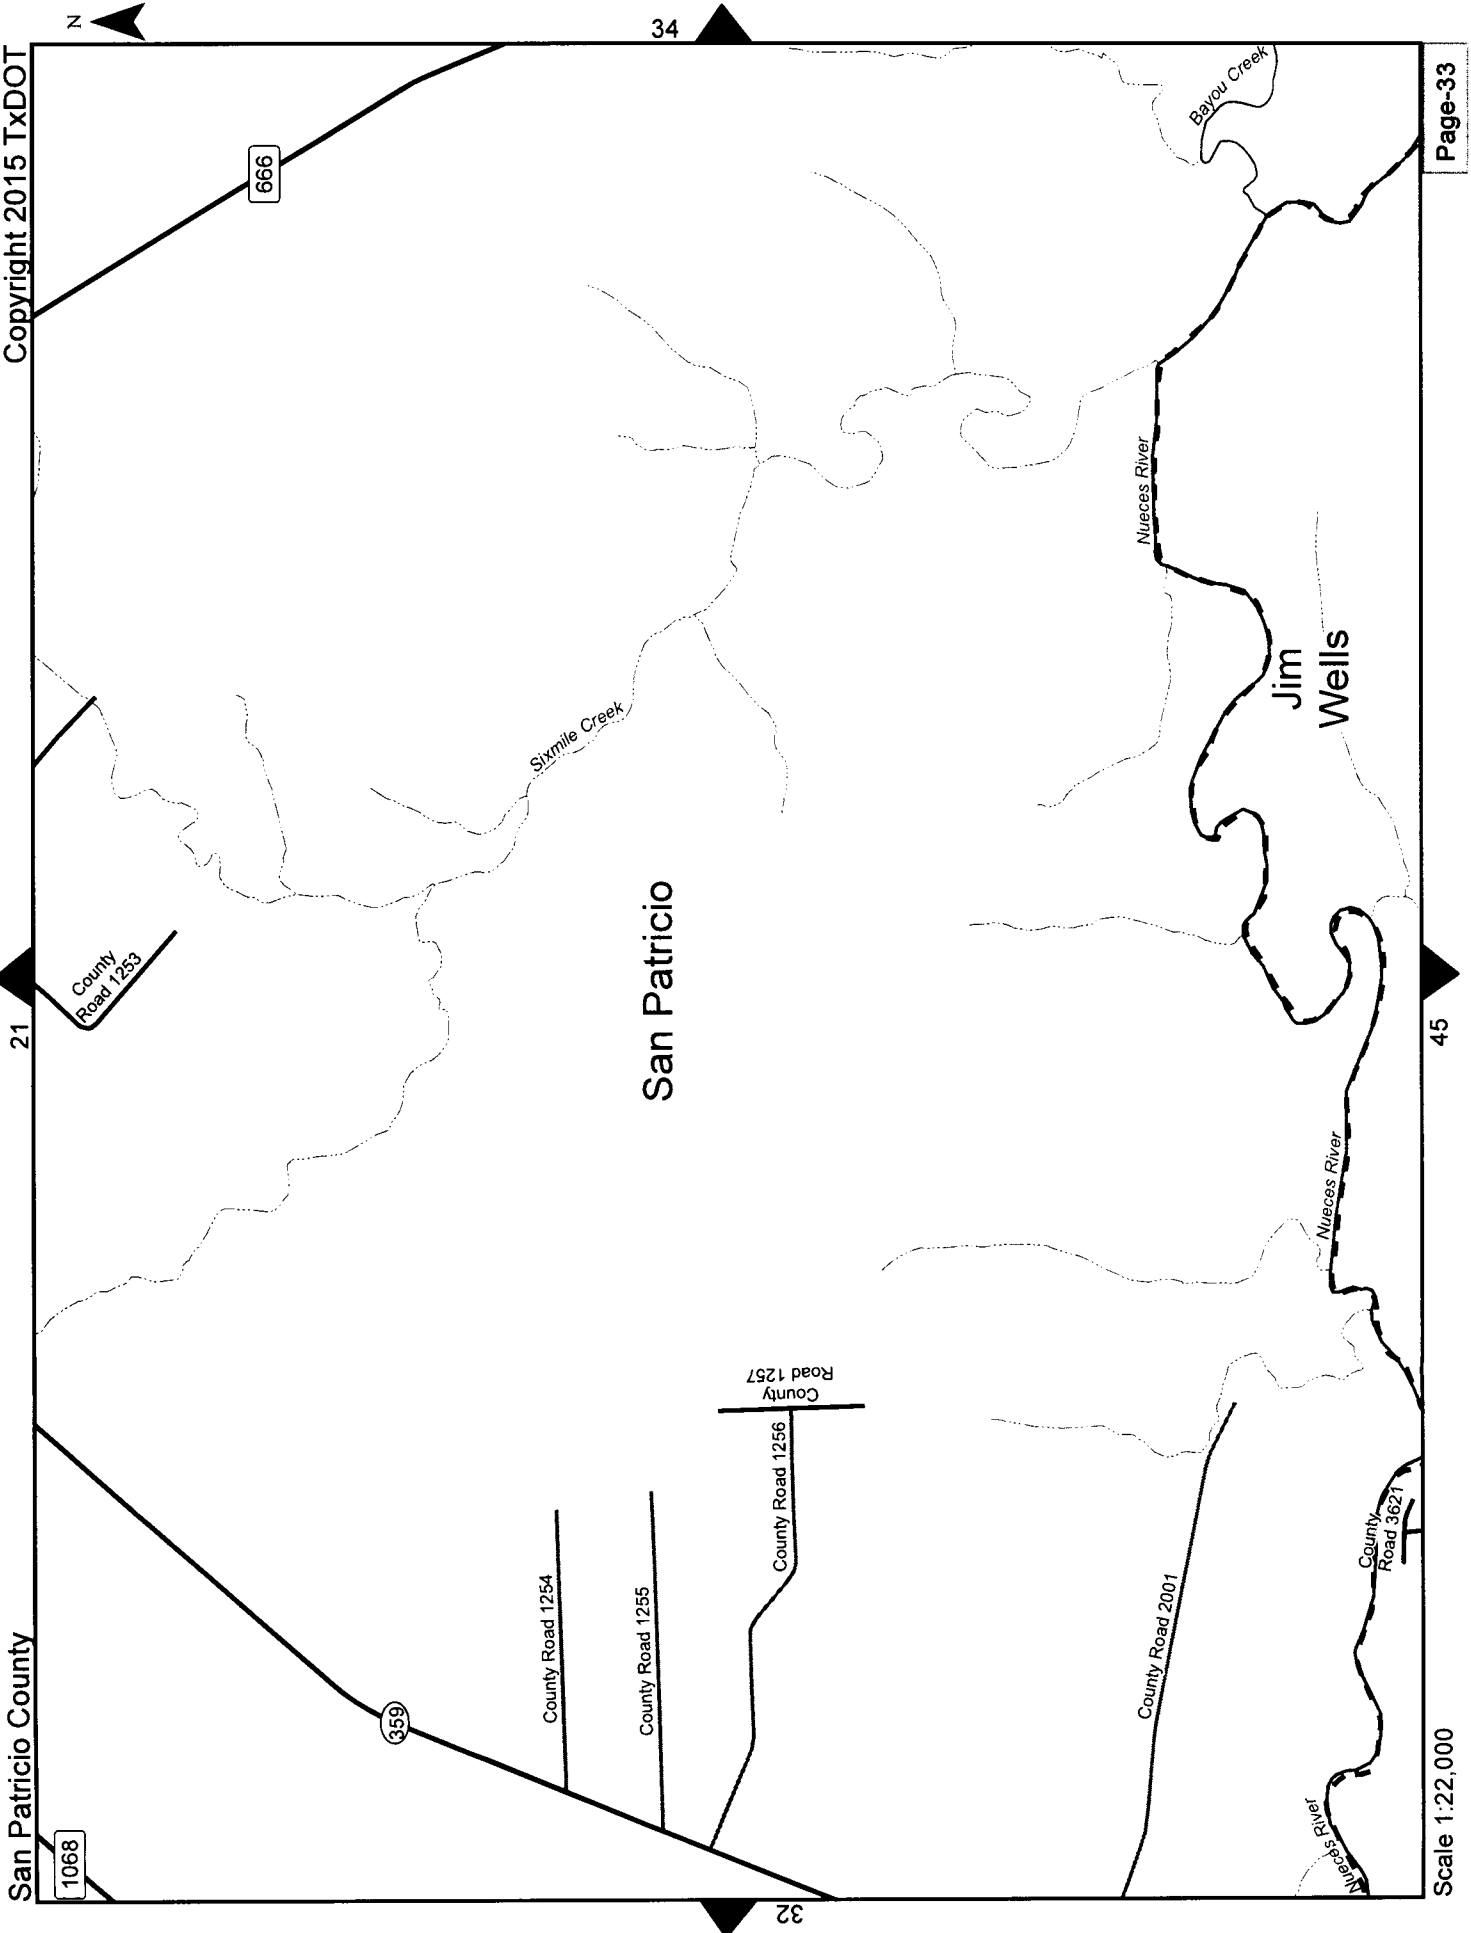 San Patricio County
21
Copyright 2015 TxDOT
N
1068
County
Road 1253
666
359
Sixmile Creek
County Road 1254
County Road 1255
San Patricio
32
34
County
Road 1257
County Road 1256
County Road 2001
Nueces River
Bayou Creek
Jim
Wells
Nueces River
Nueces River
County
Road 3621
Scale 1:22,000
45
Page-33